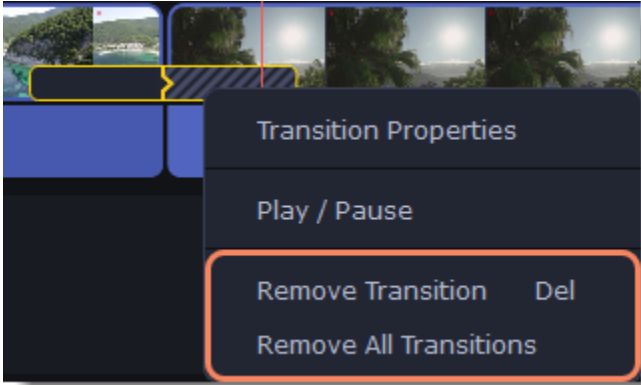 Transition Properties
Play / Pause
Remove Transition Del
Remove All Transitions